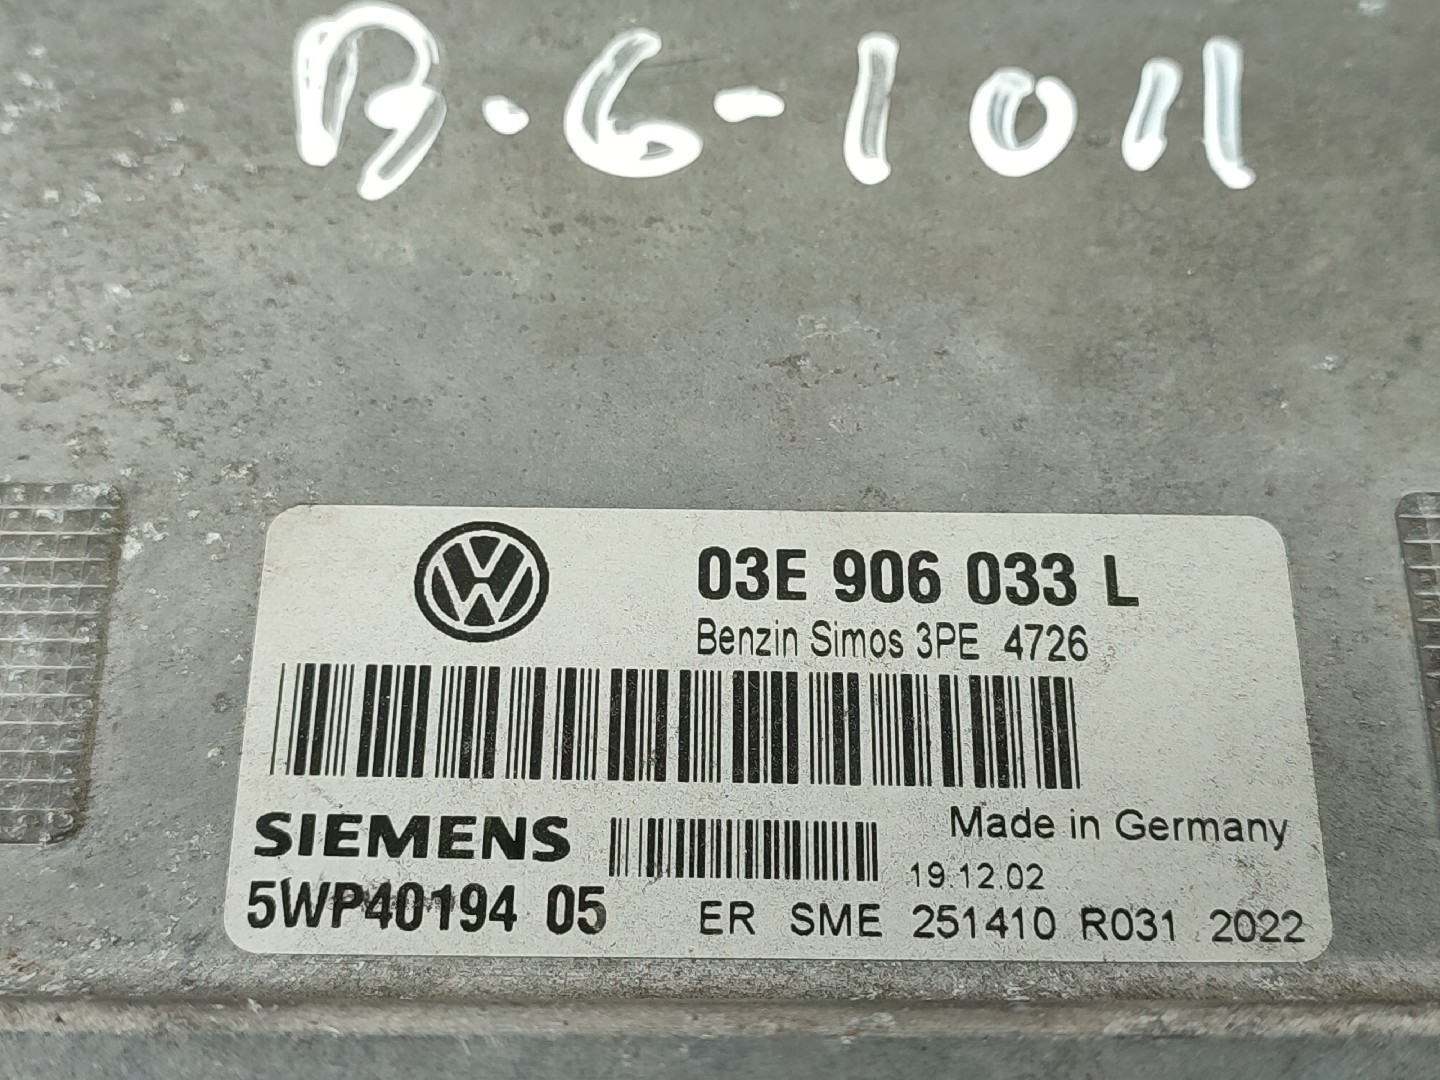 B.6-1011
03E 906 033 L
Benzin Simos 3PE 4726
SIEMENS
Made in Germany
19.12.02
5WP40194 05
ER SME 251410 R031 2022